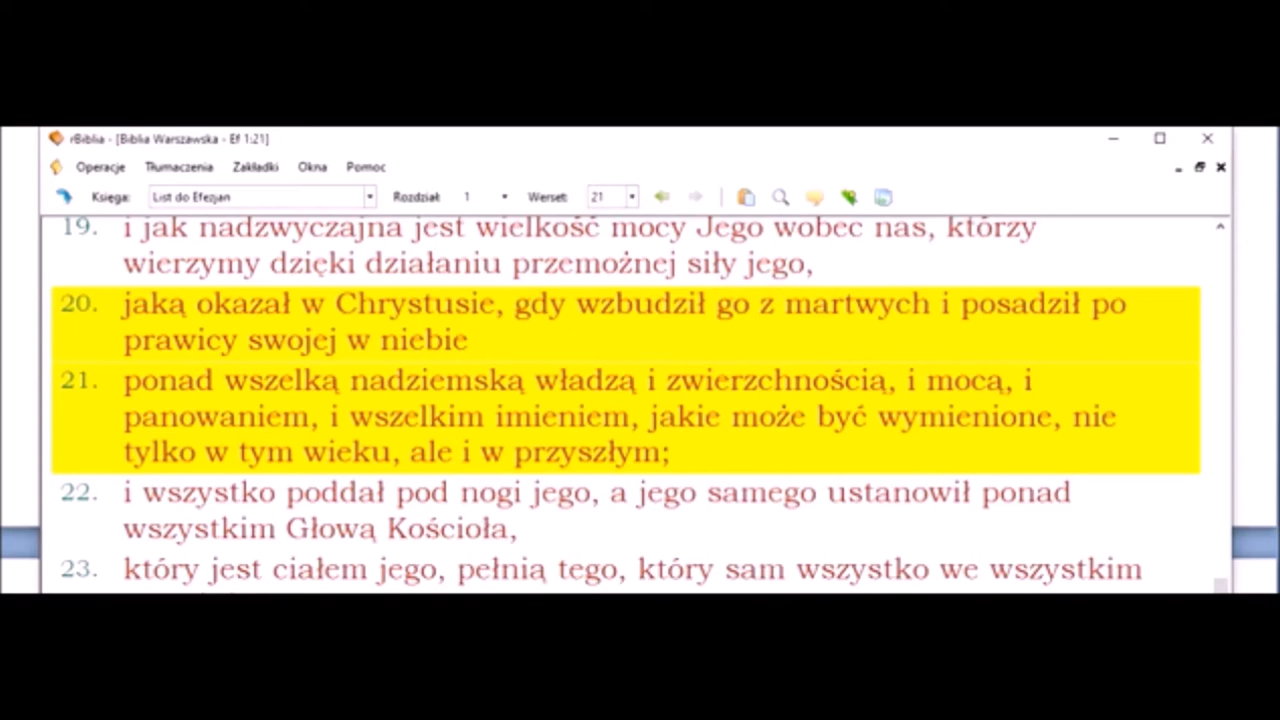 rBiblia - [Biblia Warszawska - Ef 1:21]
Operacje Tłumaczenia Zakładki Okna Pomoc
Księga: List do Efezjan Rozdział: 1 Werset: 21
19. i jak nadzwyczajna jest wielkość mocy Jego wobec nas, którzy
wierzymy dzięki działaniu przemożnej siły jego,
20. jaką okazał w Chrystusie, gdy wzbudził go z martwych i posadził po
prawicy swojej w niebie
21. ponad wszelką nadziemską władzą i zwierzchnością, i mocą, i
panowaniem, i wszelkim imieniem, jakie może być wymienione, nie
tylko w tym wieku, ale i w przyszłym;
22. i wszystko poddał pod nogi jego, a jego samego ustanowił ponad
wszystkim Głową Kościoła,
23. który jest ciałem jego, pełnią tego, który sam wszystko we wszystkim